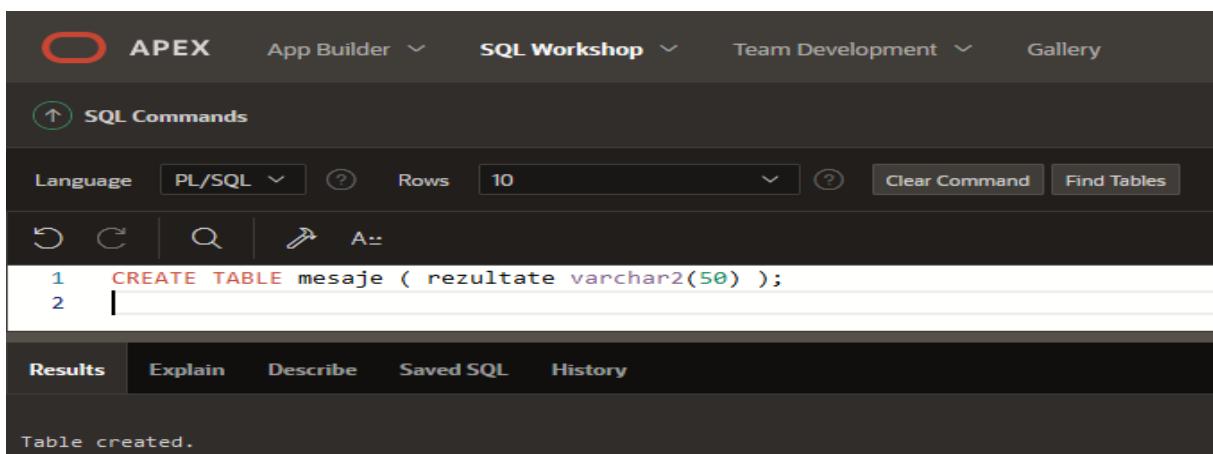 APEX App Builder SQL Workshop Team Development Gallery
SQL Commands
Language PL/SQL ? Rows 10 ? Clear Command Find Tables
A
1 CREATE TABLE mesaje ( rezultate varchar2(50) );
2
Results Explain Describe Saved SQL History
Table created.